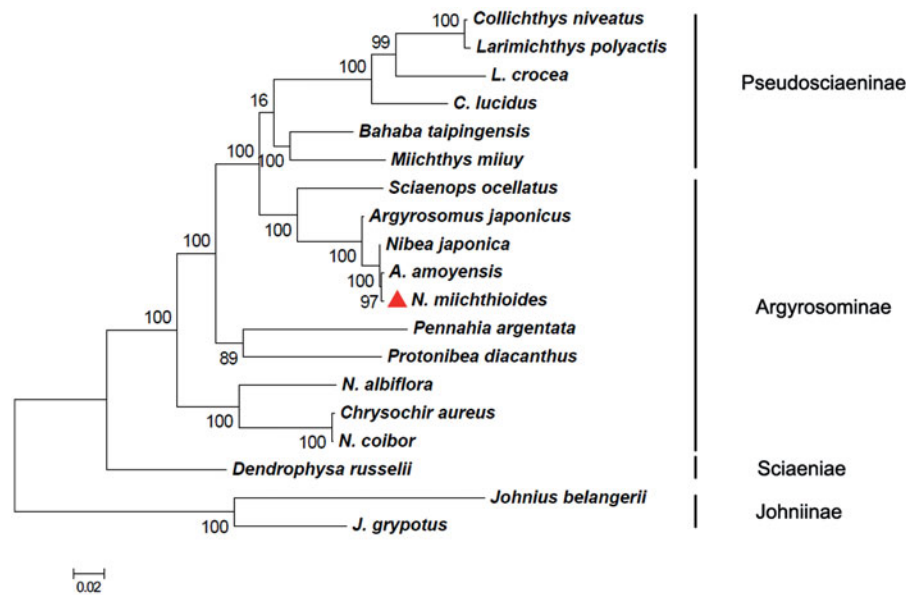 100 Collichthys niveatus
99 Larimichthys polyactis
100 L. crocea
C. lucidus
Pseudosciaeninae
16
Bahaba taipingensis
100 100 Miichthys miiuy
Sciaenops ocellatus
Argyrosomus japonicus
100
Nibea japonica
100 100
A. amoyensis
100
97 N. miichthioides
Argyrosominae
100 Pennahia argentata
89 Protonibea diacanthus
N. albiflora
100 Chrysochir aureus
100 N. coibor
Dendrophysa russelii
Sciaeniae
Johnius belangerii
Johniinae
100 J. grypotus
0.02